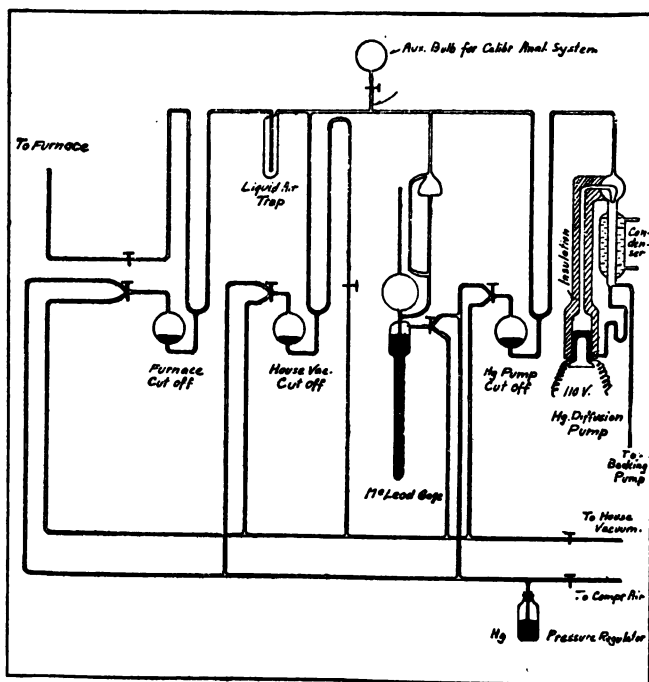 Aux. Bulb for Calibr. Anal. System
To Furnace
Liquid Air
Trap
Insulation
Con-
den-
ser
Furnace
Cut Off
House Vac.
Cut Off
Hg Pump
Cut Off
110 V.
Hg. Diffusion
Pump
McLeod Gage
To
Backing
Pump
To House
Vacuum.
To Compr. Air
Hg
Pressure Regulator